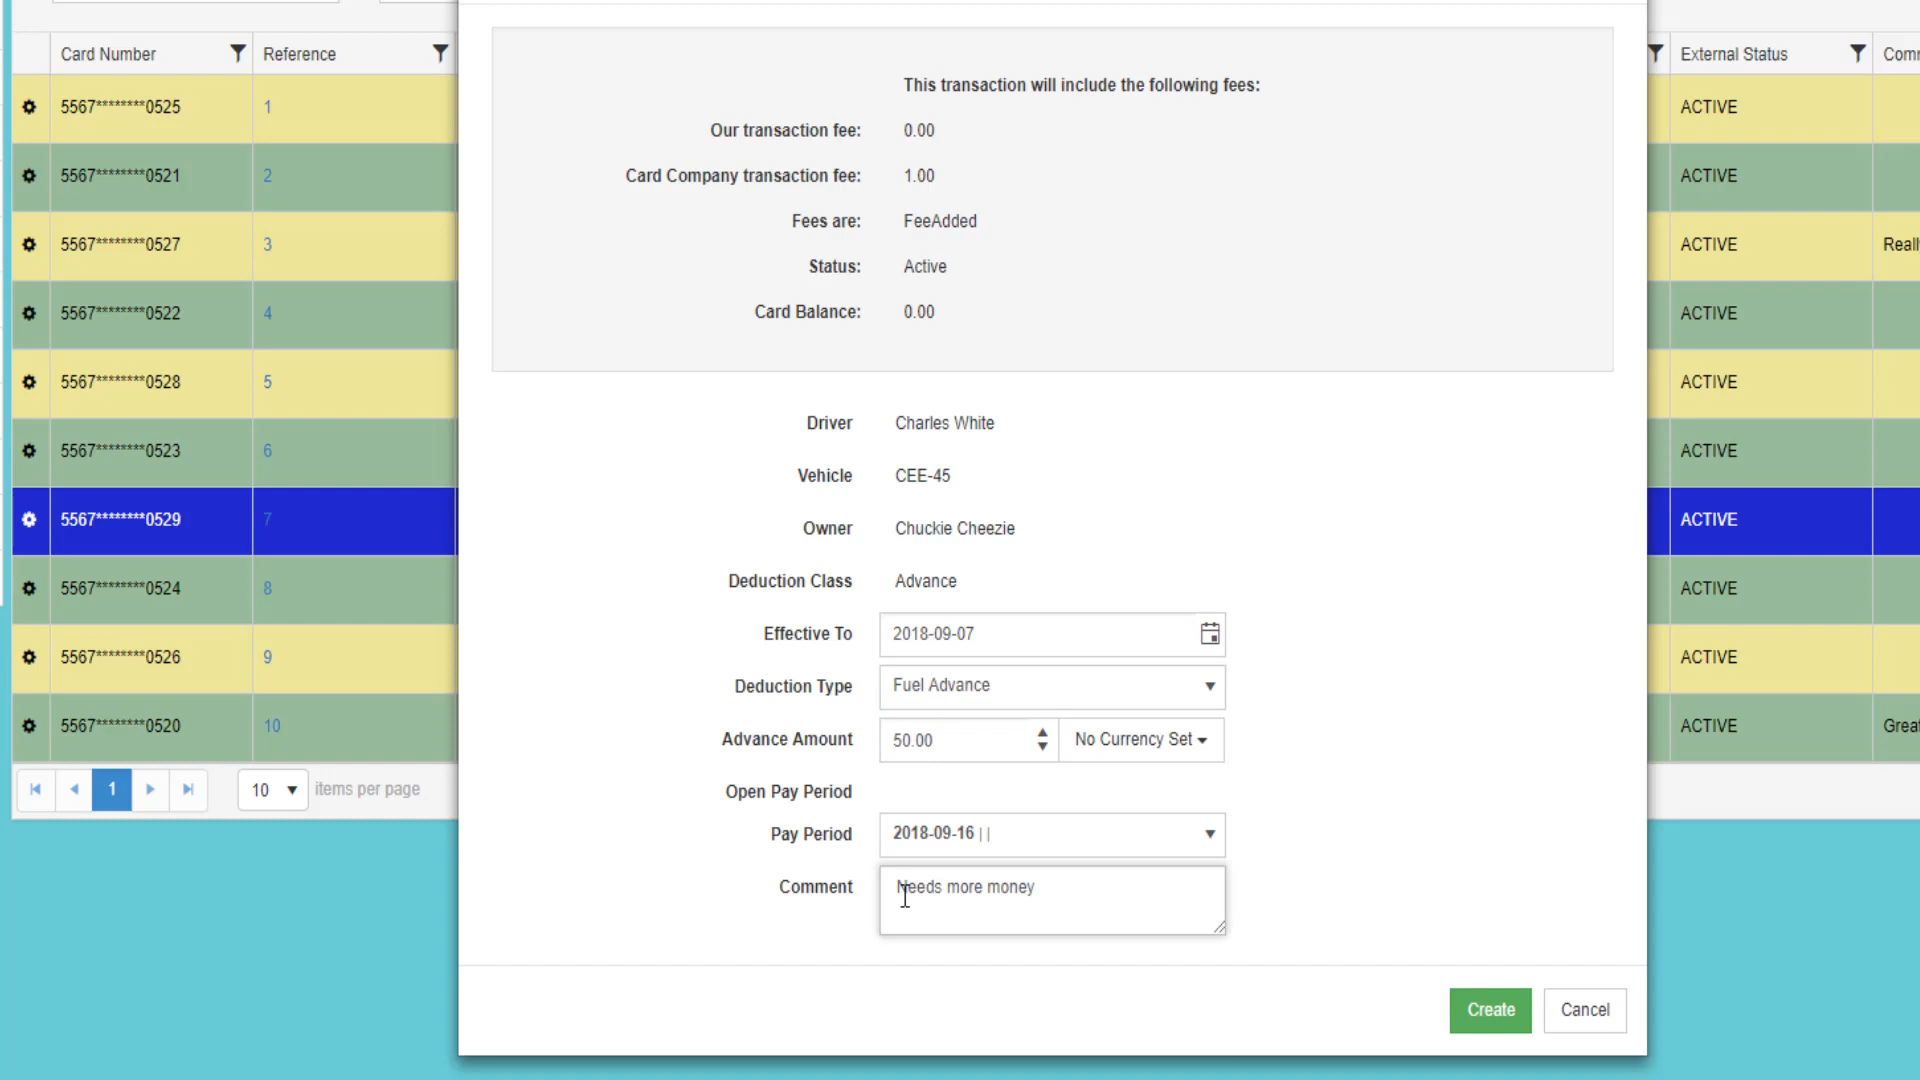 Card Number Reference External Status
5567********0525 1 ACTIVE
5567********0521 2 ACTIVE
5567********0527 3 ACTIVE
5567********0522 4 ACTIVE
5567********0528 5 ACTIVE
5567********0523 6 ACTIVE
5567********0529 7 ACTIVE
5567********0524 8 ACTIVE
5567********0526 9 ACTIVE
5567********0520 10 ACTIVE
1 10 items per page
This transaction will include the following fees:
Our transaction fee: 0.00
Card Company transaction fee: 1.00
Fees are: FeeAdded
Status: Active
Card Balance: 0.00
Driver Charles White
Vehicle CEE-45
Owner Chuckie Cheezie
Deduction Class Advance
Effective To 2018-09-07
Deduction Type Fuel Advance
Advance Amount 50.00 No Currency Set
Open Pay Period
Pay Period 2018-09-16 | |
Comment Needs more money
Create Cancel